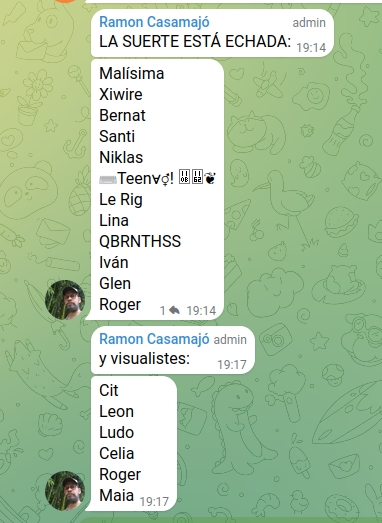 Ramon Casamajó admin
LA SUERTE ESTÁ ECHADA: 19:14
Malísima
Xiwire
Bernat
Santi
Niklas
⌨️Teen∀⚥!
Le Rig
Lina
QBRNTHSS
Iván
Glen
Roger 1 19:14
Ramon Casamajó admin
y visualistes: 19:17
Cit
Leon
Ludo
Celia
Roger
Maia 19:17